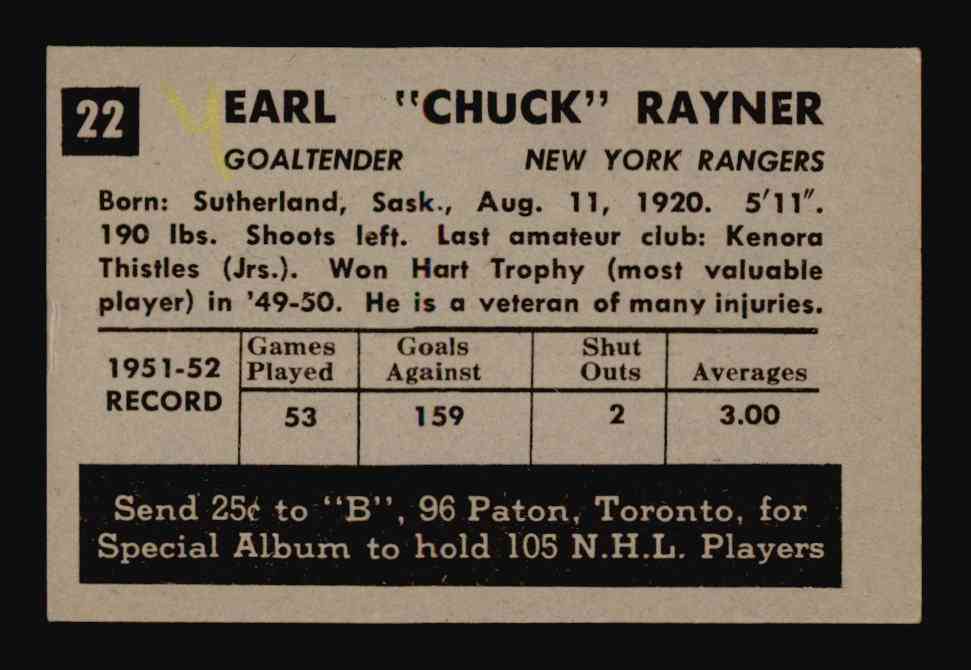 22 EARL "CHUCK" RAYNER
GOALTENDER NEW YORK RANGERS
Born: Sutherland, Sask., Aug. 11, 1920. 5'11".
190 lbs. Shoots left. Last amateur club: Kenora
Thistles (Jrs.). Won Hart Trophy (most valuable
player) in '49-50. He is a veteran of many injuries.
1951-52 RECORD
Games Played
Goals Against
Shut Outs
Averages
53 159 2 3.00
Send 25¢ to "B", 96 Paton, Toronto, for
Special Album to hold 105 N.H.L. Players